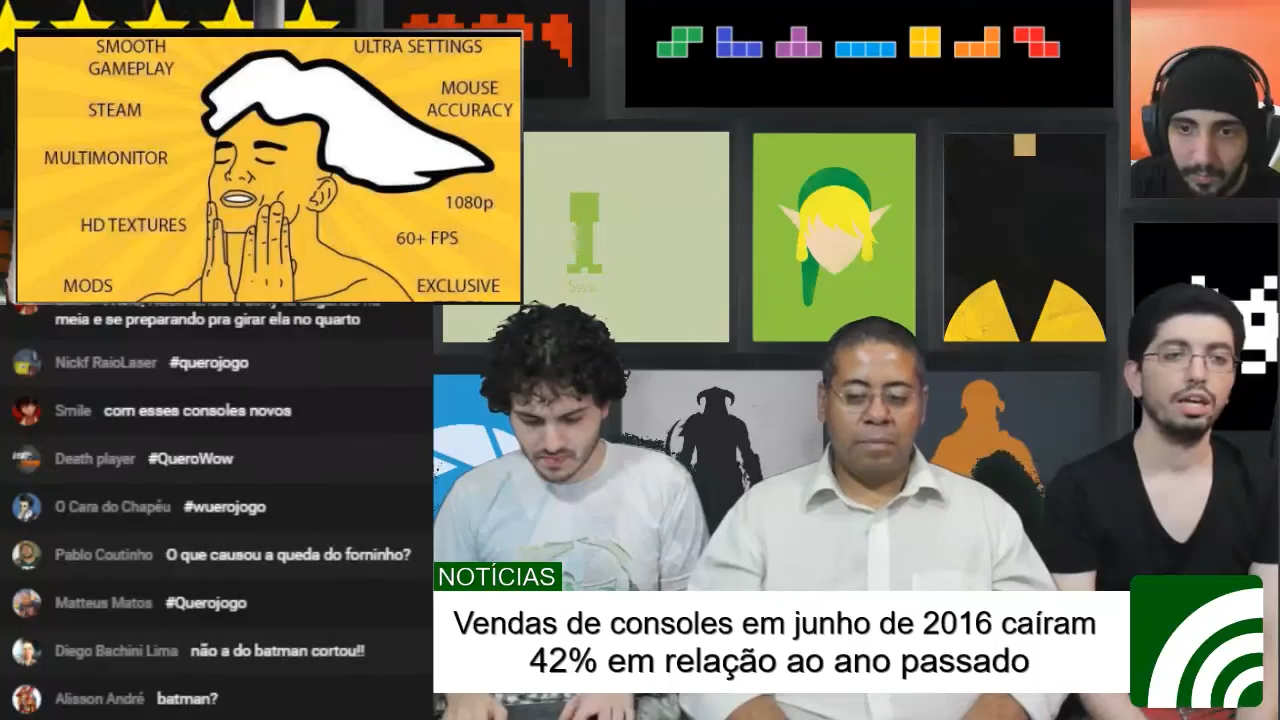 SMOOTH
GAMEPLAY
STEAM
MULTIMONITOR
HD TEXTURES
MODS
ULTRA SETTINGS
MOUSE
ACCURACY
1080p
60+ FPS
EXCLUSIVE
Ssss..
meia e se preparando pra girar ela no quarto
Nickf RaioLaser #querojogo
Smile com esses consoles novos
Death player #QueroWow
O Cara do Chapéu #wuerojogo
Pablo Coutinho O que causou a queda do forninho?
Matteus Matos #Querojogo
Diego Bachini Lima não a do batman cortou!!
Alisson André batman?
NOTÍCIAS
Vendas de consoles em junho de 2016 caíram
42% em relação ao ano passado